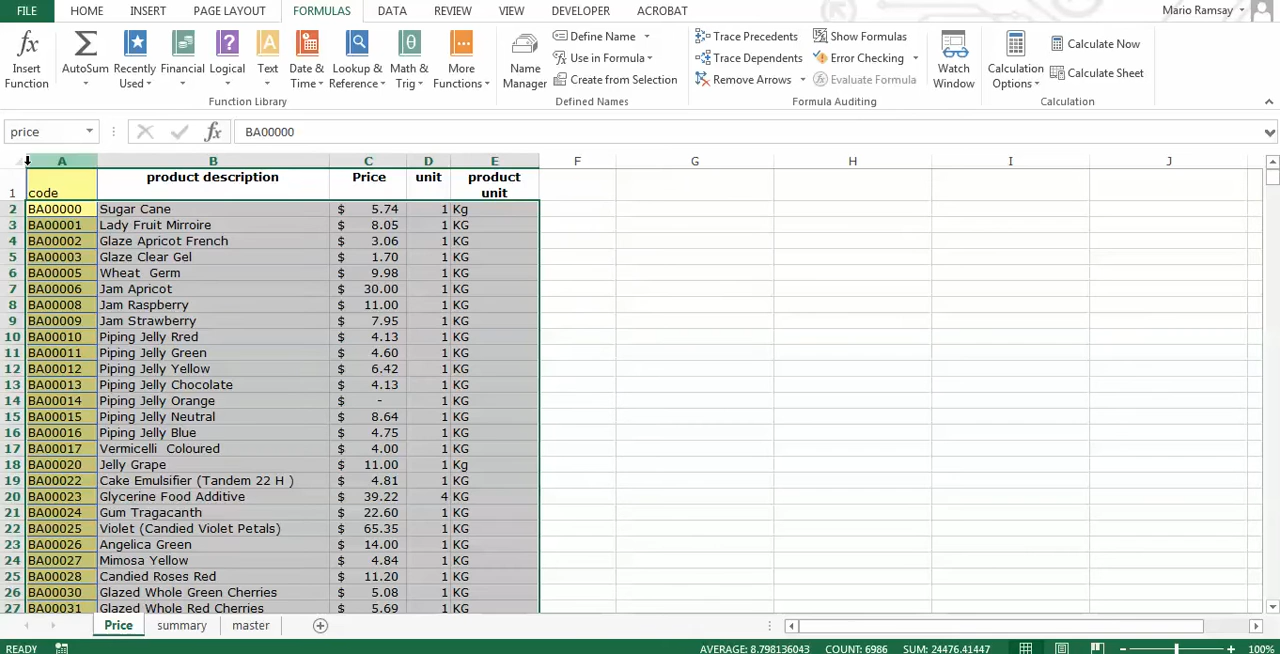 FILE HOME INSERT PAGE LAYOUT FORMULAS DATA REVIEW VIEW DEVELOPER ACROBAT Mario Ramsay
Insert Function AutoSum Recently Used Financial Logical Text Date & Time Lookup & Reference Math & Trig More Functions
Function Library
Name Manager Define Name
Use in Formula
Create from Selection
Defined Names
Trace Precedents Show Formulas
Trace Dependents Error Checking
Remove Arrows Evaluate Formula
Formula Auditing
Watch Window
Calculation Options Calculate Now
Calculate Sheet
Calculation
price fx BA00000
A B C D E F G H I J
1 code product description Price unit product unit
2 BA00000 Sugar Cane $ 5.74 1 Kg
3 BA00001 Lady Fruit Mirroire $ 8.05 1 KG
4 BA00002 Glaze Apricot French $ 3.06 1 KG
5 BA00003 Glaze Clear Gel $ 1.70 1 KG
6 BA00005 Wheat Germ $ 9.98 1 KG
7 BA00006 Jam Apricot $ 30.00 1 KG
8 BA00008 Jam Raspberry $ 11.00 1 KG
9 BA00009 Jam Strawberry $ 7.95 1 KG
10 BA00010 Piping Jelly Rred $ 4.13 1 KG
11 BA00011 Piping Jelly Green $ 4.60 1 KG
12 BA00012 Piping Jelly Yellow $ 6.42 1 KG
13 BA00013 Piping Jelly Chocolate $ 4.13 1 KG
14 BA00014 Piping Jelly Orange $ - 1 KG
15 BA00015 Piping Jelly Neutral $ 8.64 1 KG
16 BA00016 Piping Jelly Blue $ 4.75 1 KG
17 BA00017 Vermicelli Coloured $ 4.00 1 KG
18 BA00020 Jelly Grape $ 11.00 1 Kg
19 BA00022 Cake Emulsifier (Tandem 22 H ) $ 4.81 1 KG
20 BA00023 Glycerine Food Additive $ 39.22 4 KG
21 BA00024 Gum Tragacanth $ 22.60 1 KG
22 BA00025 Violet (Candied Violet Petals) $ 65.35 1 KG
23 BA00026 Angelica Green $ 14.00 1 KG
24 BA00027 Mimosa Yellow $ 4.84 1 KG
25 BA00028 Candied Roses Red $ 11.20 1 KG
26 BA00030 Glazed Whole Green Cherries $ 5.08 1 KG
27 BA00031 Glazed Whole Red Cherries $ 5.69 1 KG
Price summary master
READY AVERAGE: 8.798136043 COUNT: 6986 SUM: 24476.41447 100%